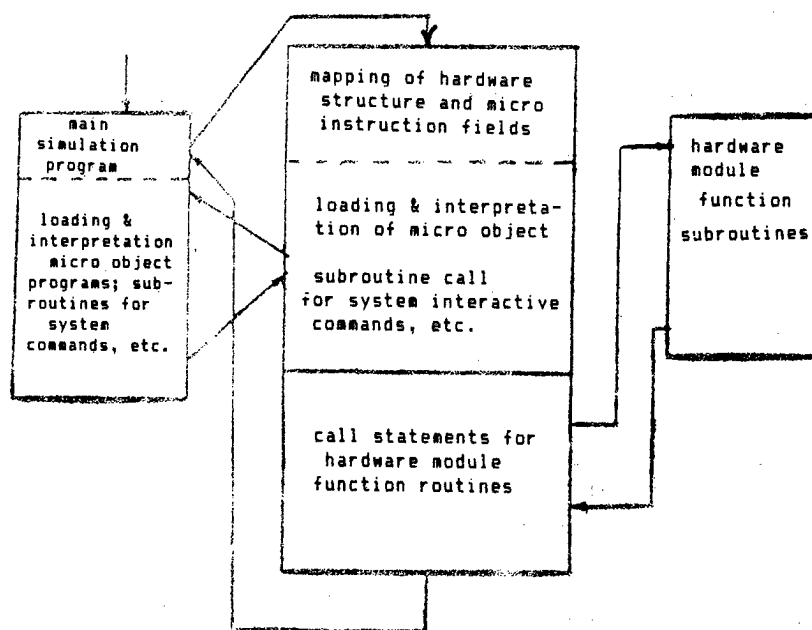 main
simulation
program
loading &
interpretation
micro object
programs; sub-
routines for
system
commands, etc.
mapping of hardware
structure and micro
instruction fields
loading & interpreta-
tion of micro object
subroutine call
for system interactive
commands, etc.
call statements for
hardware module
function routines
hardware
module
function
subroutines